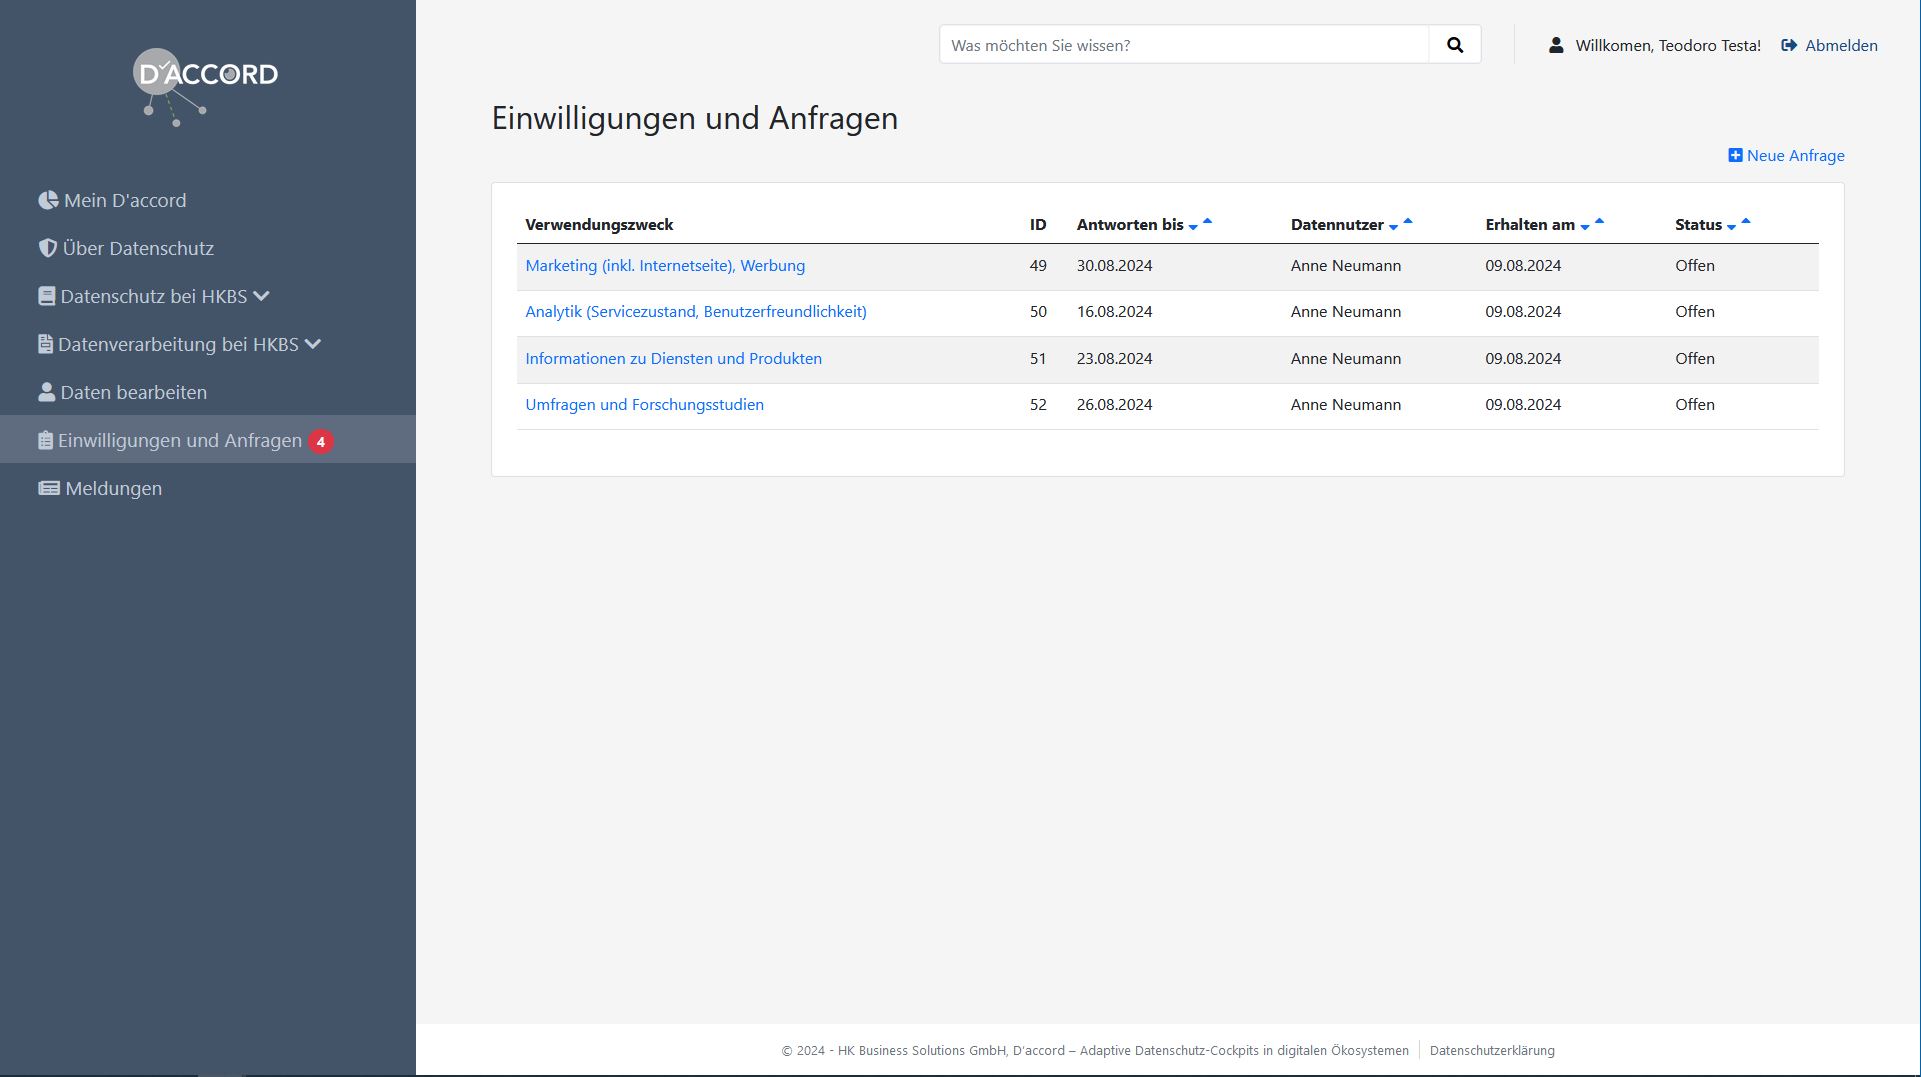 D'ACCORD
Was möchten Sie wissen?
Willkomen, Teodoro Testa! Abmelden
Mein D'accord
Über Datenschutz
Datenschutz bei HKBS
Datenverarbeitung bei HKBS
Daten bearbeiten
Einwilligungen und Anfragen 4
Meldungen
Einwilligungen und Anfragen
Neue Anfrage
Verwendungszweck ID Antworten bis Datennutzer Erhalten am Status
Marketing (inkl. Internetseite), Werbung 49 30.08.2024 Anne Neumann 09.08.2024 Offen
Analytik (Servicezustand, Benutzerfreundlichkeit) 50 16.08.2024 Anne Neumann 09.08.2024 Offen
Informationen zu Diensten und Produkten 51 23.08.2024 Anne Neumann 09.08.2024 Offen
Umfragen und Forschungsstudien 52 26.08.2024 Anne Neumann 09.08.2024 Offen
© 2024 - HK Business Solutions GmbH, D'accord – Adaptive Datenschutz-Cockpits in digitalen Ökosystemen Datenschutzerklärung